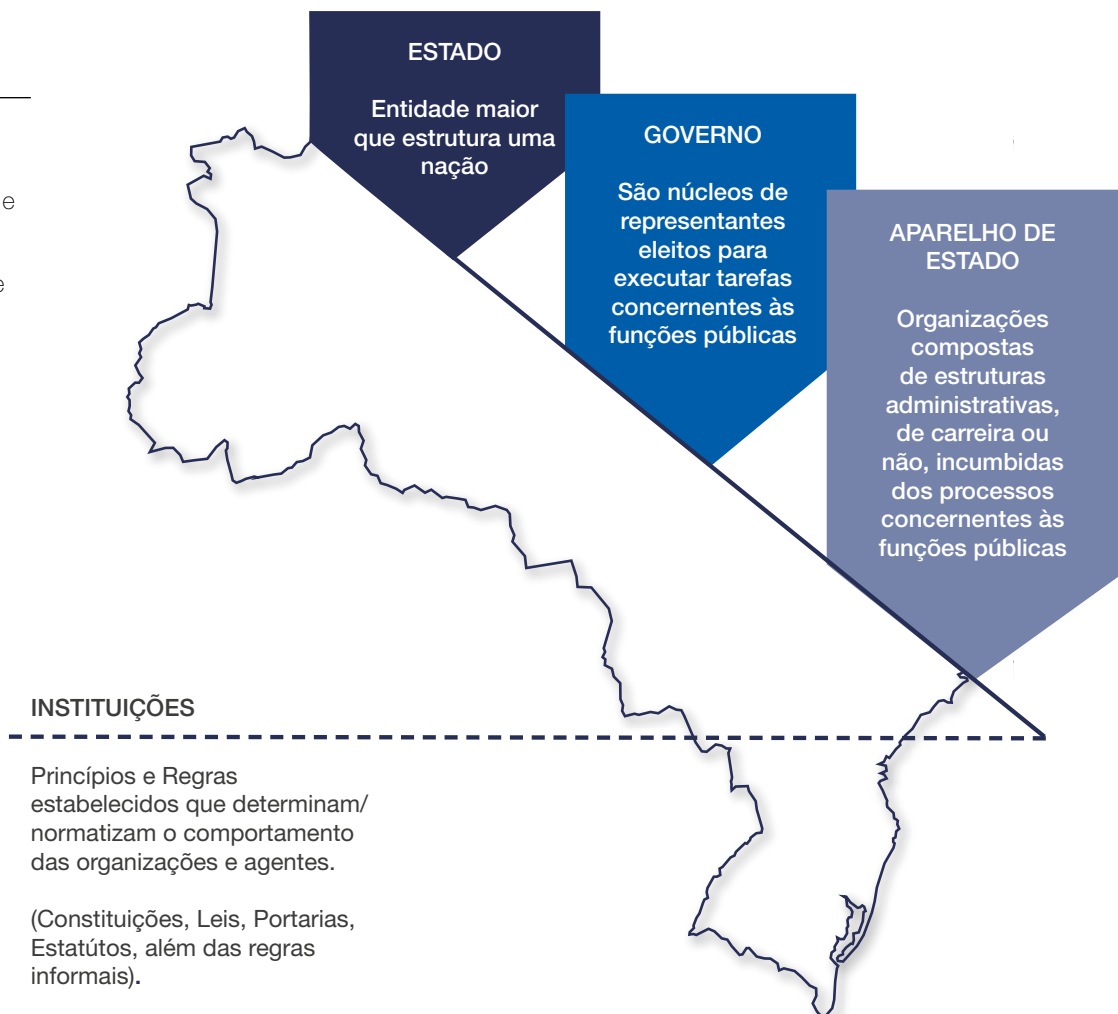 ESTADO
Entidade maior
que estrutura uma
nação
GOVERNO
São núcleos de
representantes
eleitos para
executar tarefas
concernentes às
funções públicas
APARELHO DE
ESTADO
Organizações
compostas
de estruturas
administrativas,
de carreira ou
não, incumbidas
dos processos
concernentes às
funções públicas
e
e
INSTITUIÇÕES
Princípios e Regras
estabelecidos que determinam/
normatizam o comportamento
das organizações e agentes.
(Constituições, Leis, Portarias,
Estatútos, além das regras
informais).